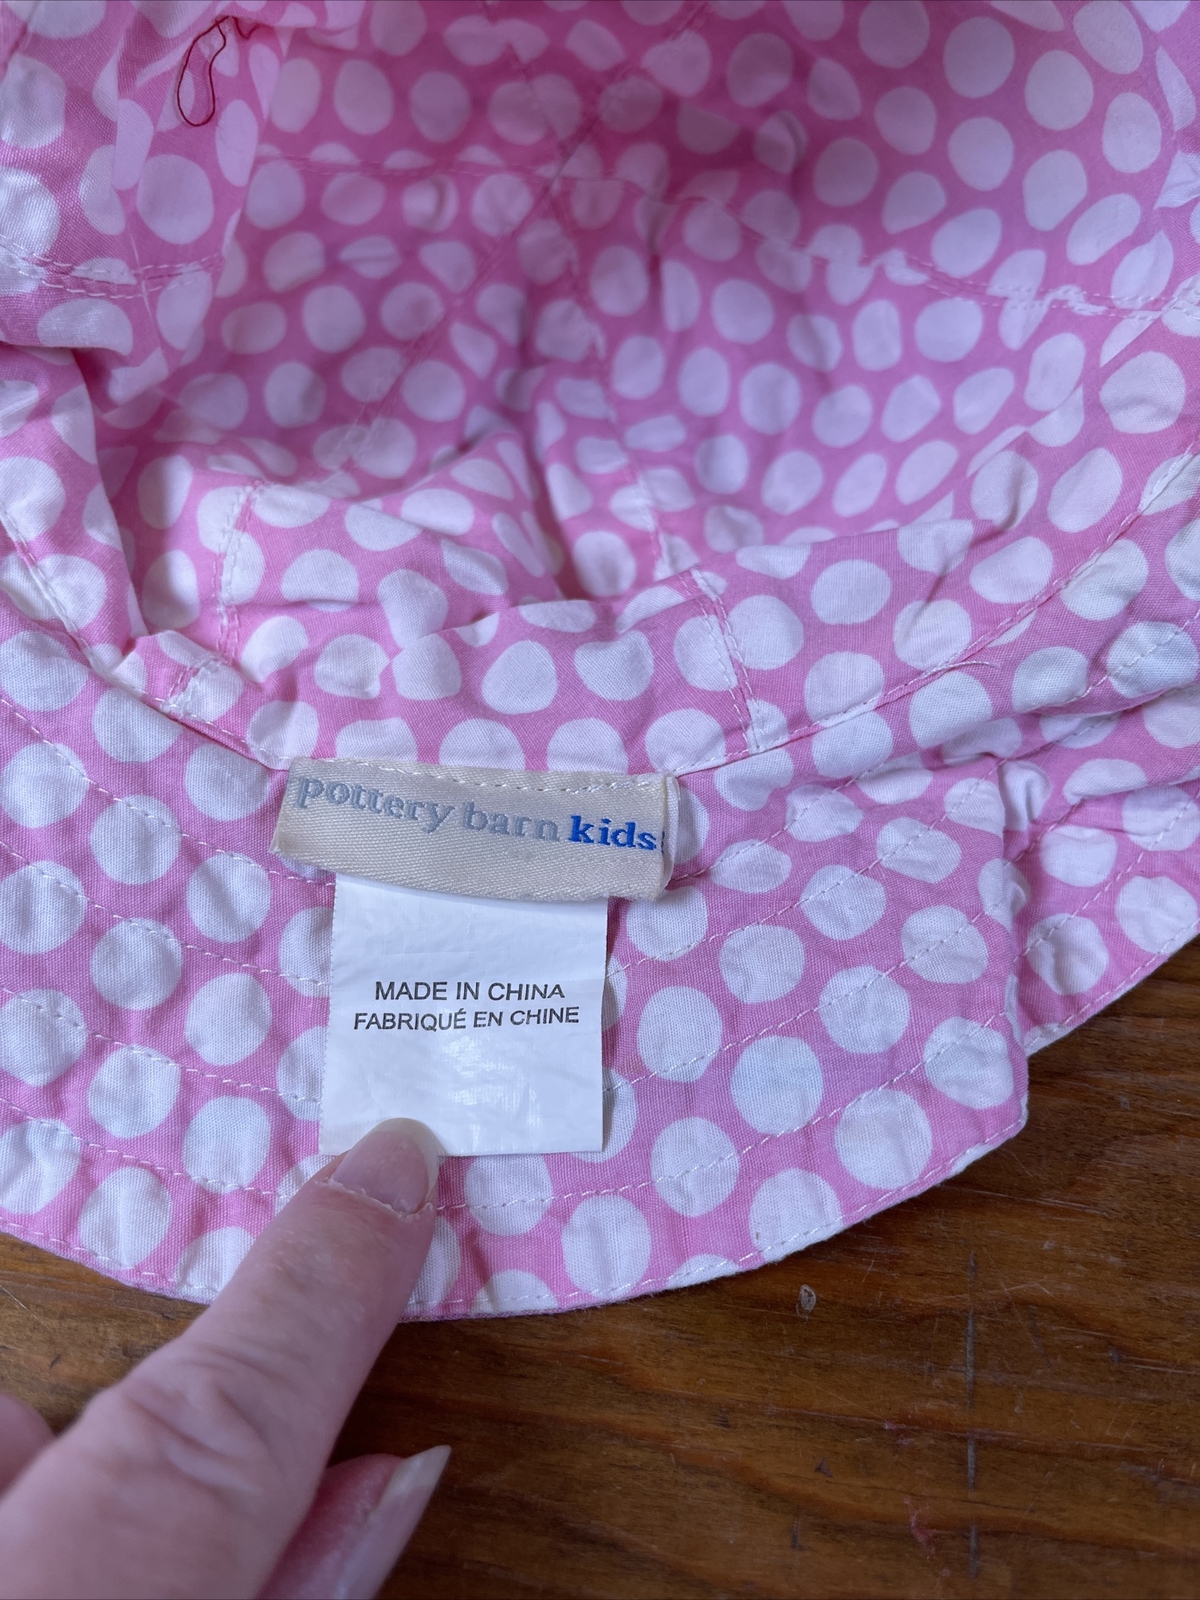 pottery barn kids
MADE IN CHINA
FABRIQUÉ EN CHINE